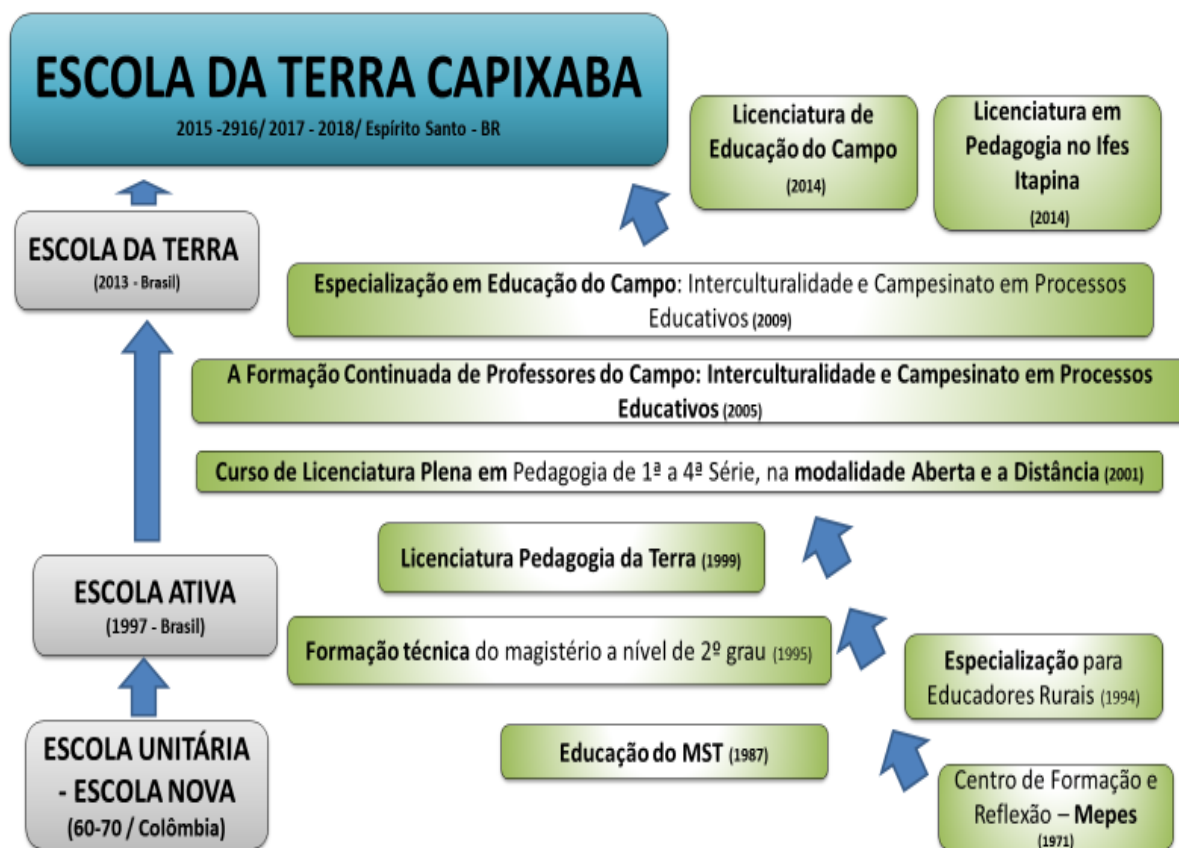 ESCOLA DA TERRA CAPIXABA
2015 -2916/ 2017 - 2018/ Espírito Santo - BR
Licenciatura de
Educação do Campo
(2014)
Licenciatura em
Pedagogia no Ifes
Itapina
(2014)
ESCOLA DA TERRA
(2013 - Brasil)
Especialização em Educação do Campo: Interculturalidade e Campesinato em Processos
Educativos (2009)
A Formação Continuada de Professores do Campo: Interculturalidade e Campesinato em Processos
Educativos (2005)
Curso de Licenciatura Plena em Pedagogia de 1ª a 4ª Série, na modalidade Aberta e a Distância (2001)
Licenciatura Pedagogia da Terra (1999)
ESCOLA ATIVA
(1997 - Brasil)
Formação técnica do magistério a nível de 2º grau (1995)
Especialização para
Educadores Rurais (1994)
ESCOLA UNITÁRIA
- ESCOLA NOVA
(60-70 / Colômbia)
Educação do MST (1987)
Centro de Formação e
Reflexão – Mepes
(1971)